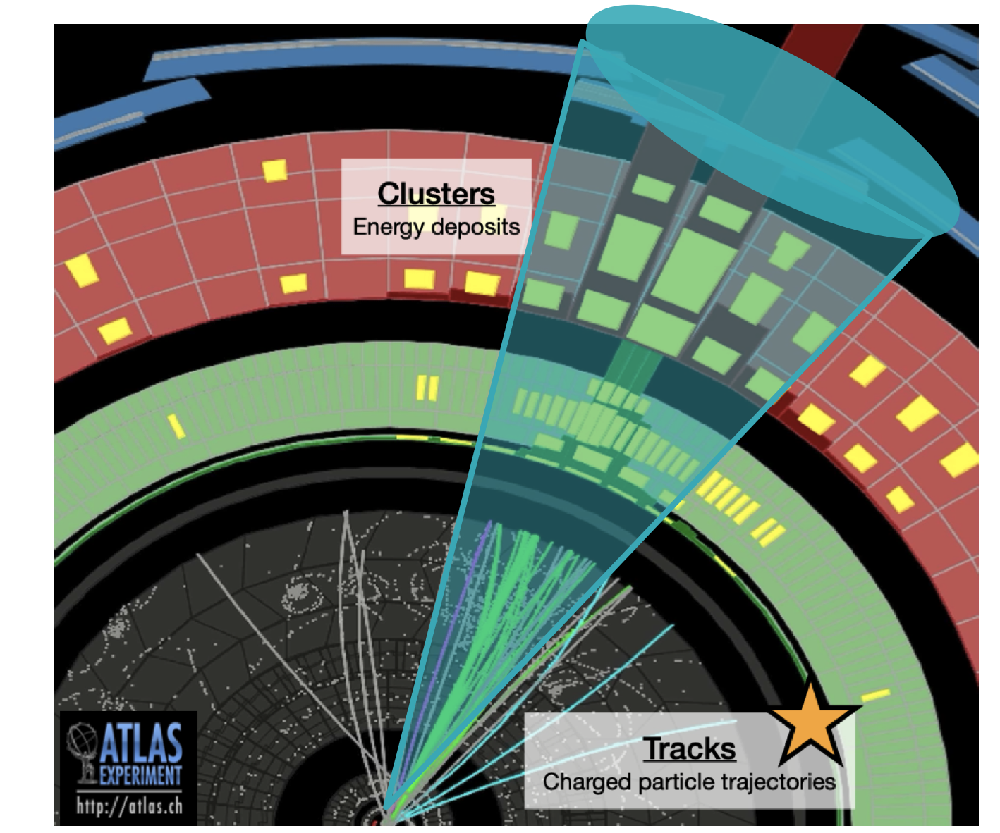 Clusters
Energy deposits
Tracks
Charged particle trajectories
ATLAS
EXPERIMENT
http://atlas.ch